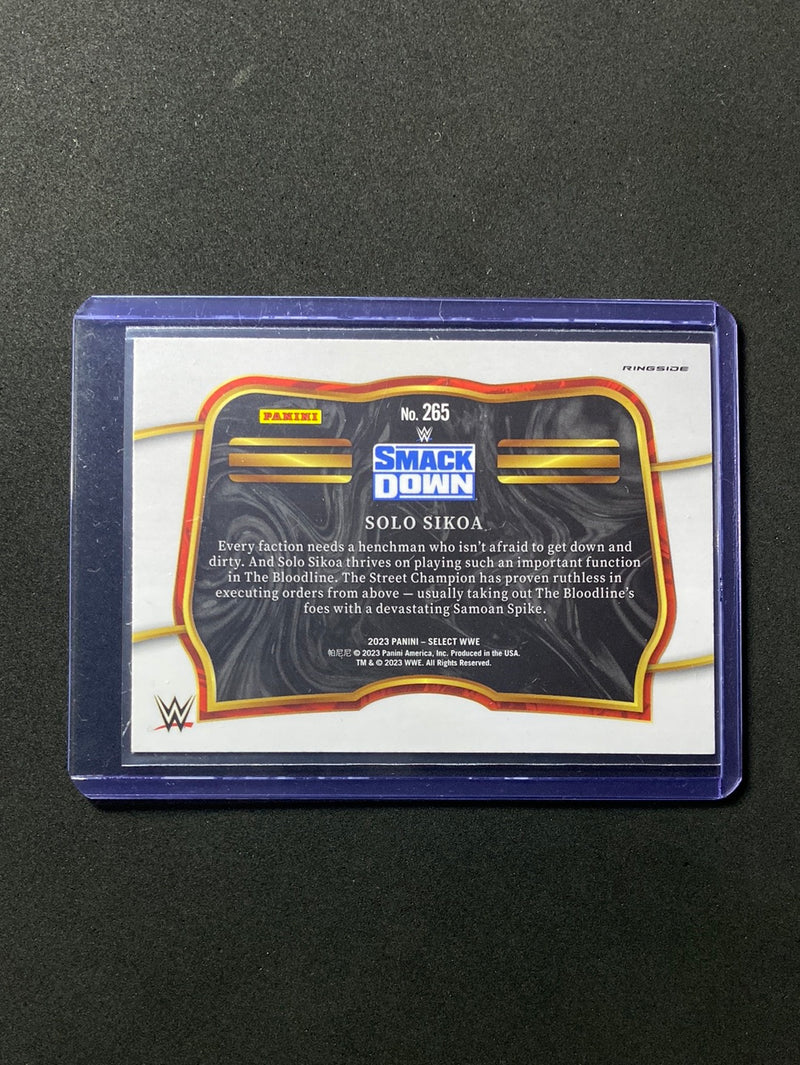 RINGSIDE
PANINI
No. 265
W
SMACK
DOWN
SOLO SIKOA
Every faction needs a henchman who isn't afraid to get down and
dirty. And Solo Sikoa thrives on playing such an important function
in The Bloodline. The Street Champion has proven ruthless in
executing orders from above — usually taking out The Bloodline's
foes with a devastating Samoan Spike.
2023 PANINI – SELECT WWE
帕尼尼 © 2023 Panini America, Inc. Produced in the USA.
TM & © 2023 WWE. All Rights Reserved.
W